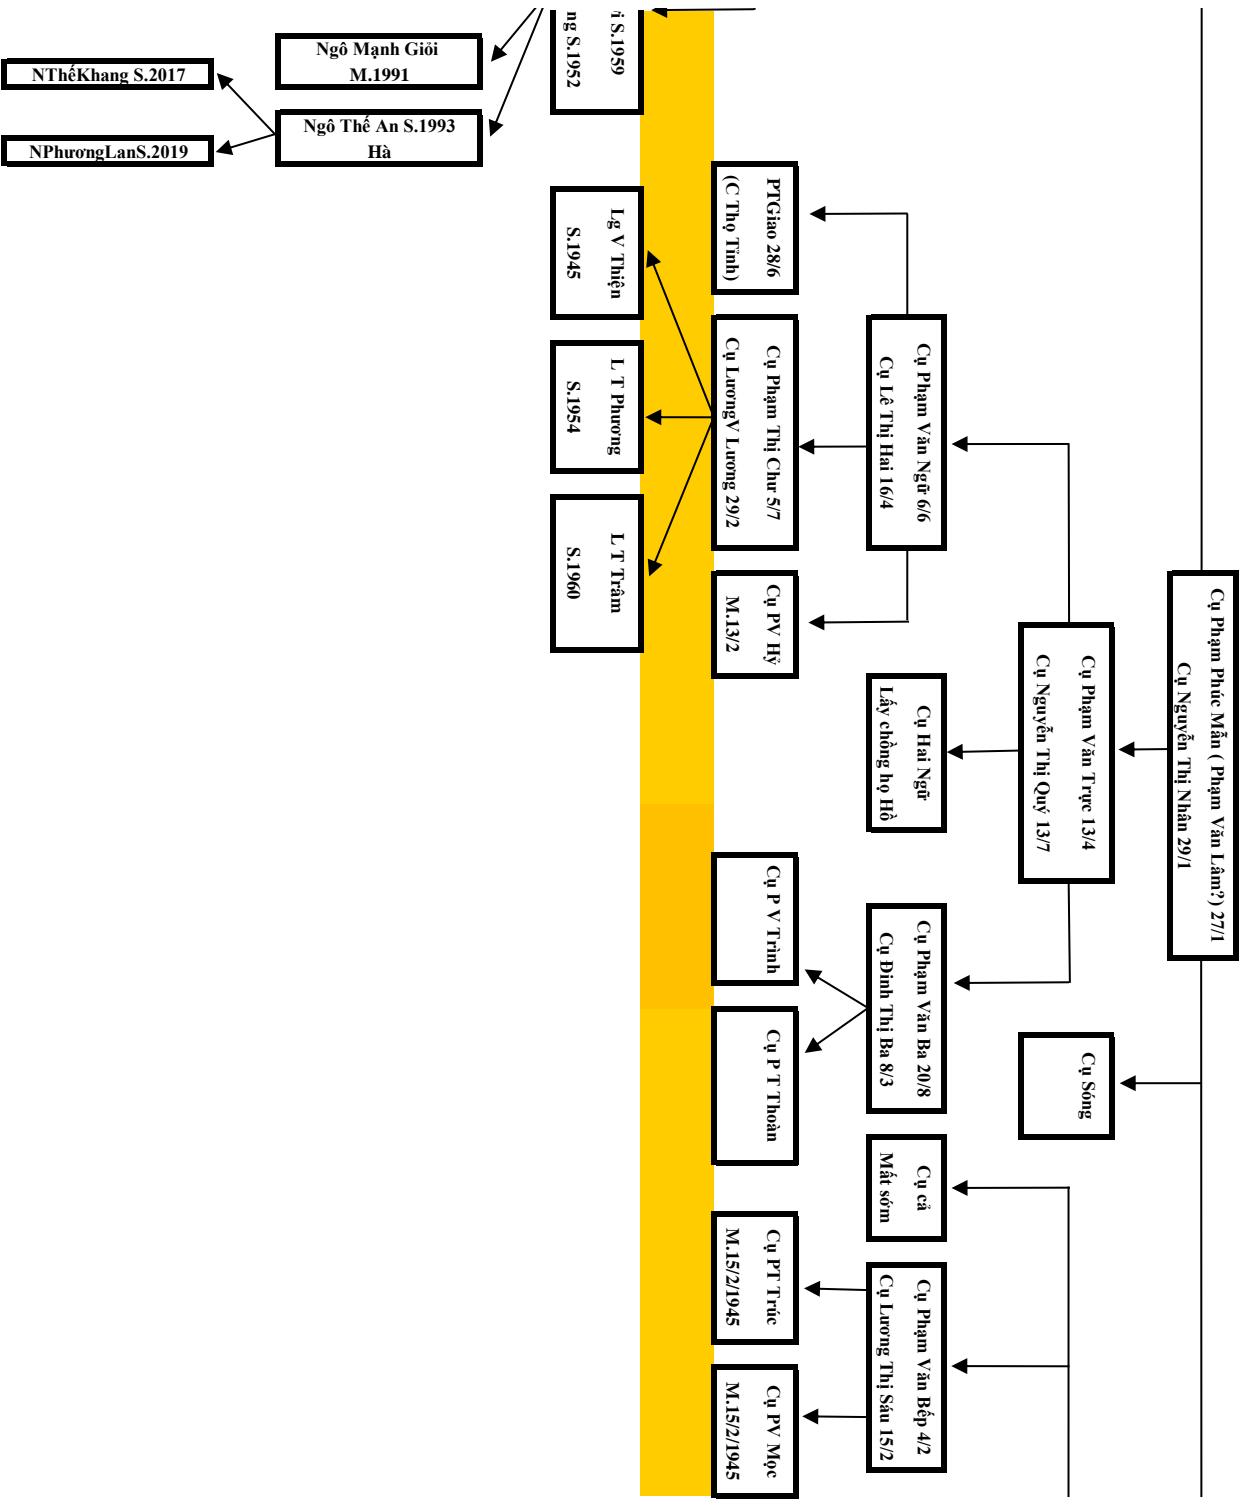 Cụ Phạm Phúc Mẫn ( Phạm Văn Lâm?) 27/1
Cụ Nguyễn Thị Nhân 29/1
Cụ Phạm Văn Trực 13/4
Cụ Nguyễn Thị Quý 13/7
Cụ Sóng
Cụ Phạm Văn Ngữ 6/6
Cụ Lê Thị Hai 16/4
Cụ Hai Ngữ
Lấy chồng họ Hồ
Cụ Phạm Văn Ba 20/8
Cụ Đinh Thị Ba 8/3
Cụ cả
Mất sớm
Cụ Phạm Văn Bếp 4/2
Cụ Lương Thị Sáu 15/2
PTGiao 28/6
(C Thọ Tỉnh)
Cụ Phạm Thị Chư 5/7
Cụ LươngV Lương 29/2
Cụ PV Hỷ
M.13/2
Cụ P V Trình
Cụ P T Thoàn
Cụ PT Trúc
M.15/2/1945
Cụ PV Mọc
M.15/2/1945
i S.1959
ng S.1952
Lg V Thiện
S.1945
L T Phương
S.1954
L T Trâm
S.1960
Ngô Mạnh Giỏi
M.1991
Ngô Thế An S.1993
Hà
NThếKhang S.2017
NPhươngLanS.2019